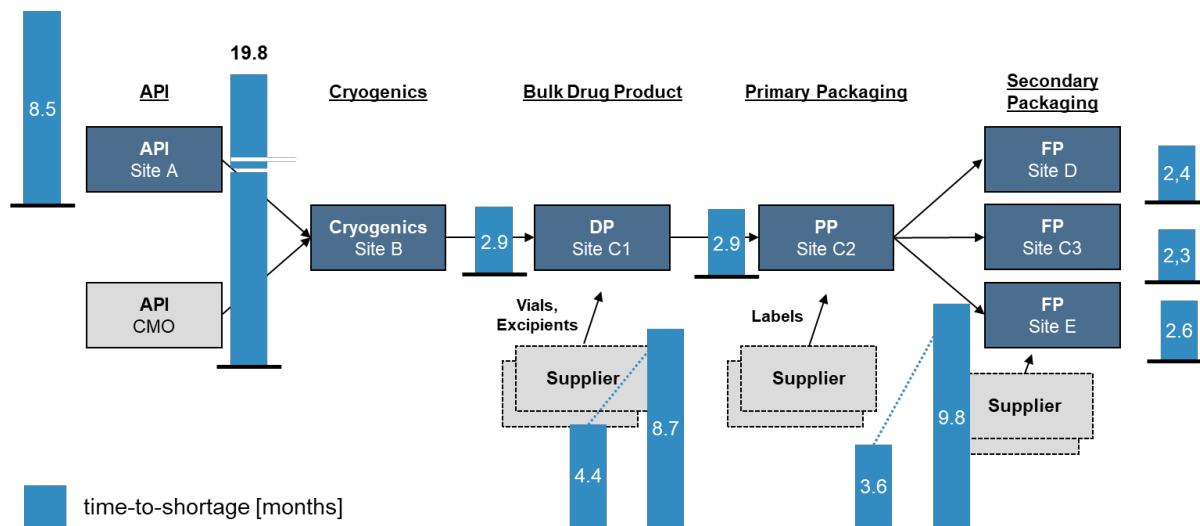 19.8
8.5
API
Cryogenics
Bulk Drug Product
Primary Packaging
Secondary
Packaging
API
Site A
FP
Site D
2,4
Cryogenics
Site B
2.9
DP
Site C1
2.9
PP
Site C2
FP
Site C3
2,3
API
CMO
Vials,
Excipients
Labels
FP
Site E
2.6
Supplier
Supplier
Supplier
4.4
8.7
3.6
9.8
time-to-shortage [months]